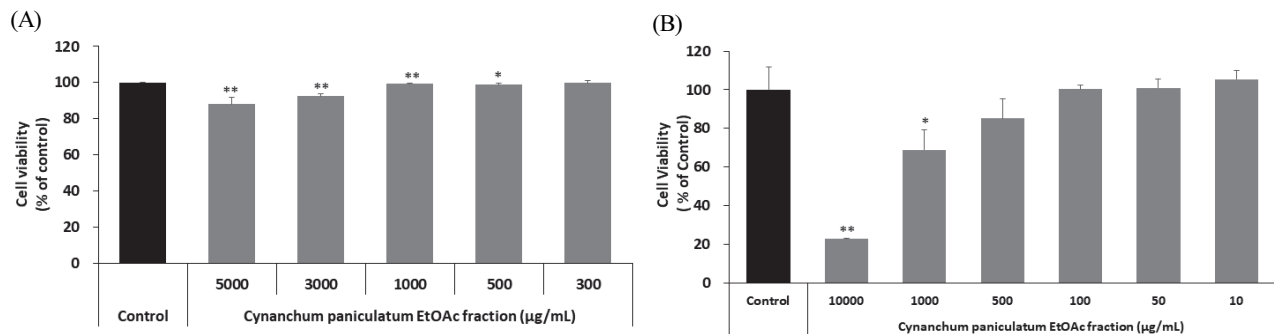 (A)
120
100
80
60
40
20
0
Cell viability
(% of control)
**
**
**
*
5000 3000 1000 500 300
Control Cynanchum paniculatum EtOAc fraction (µg/mL)
(B)
120
100
80
60
40
20
0
Cell Viability
( % of Control)
**
*
Control 10000 1000 500 100 50 10
Cynanchum paniculatum EtOAc fraction (µg/mL)